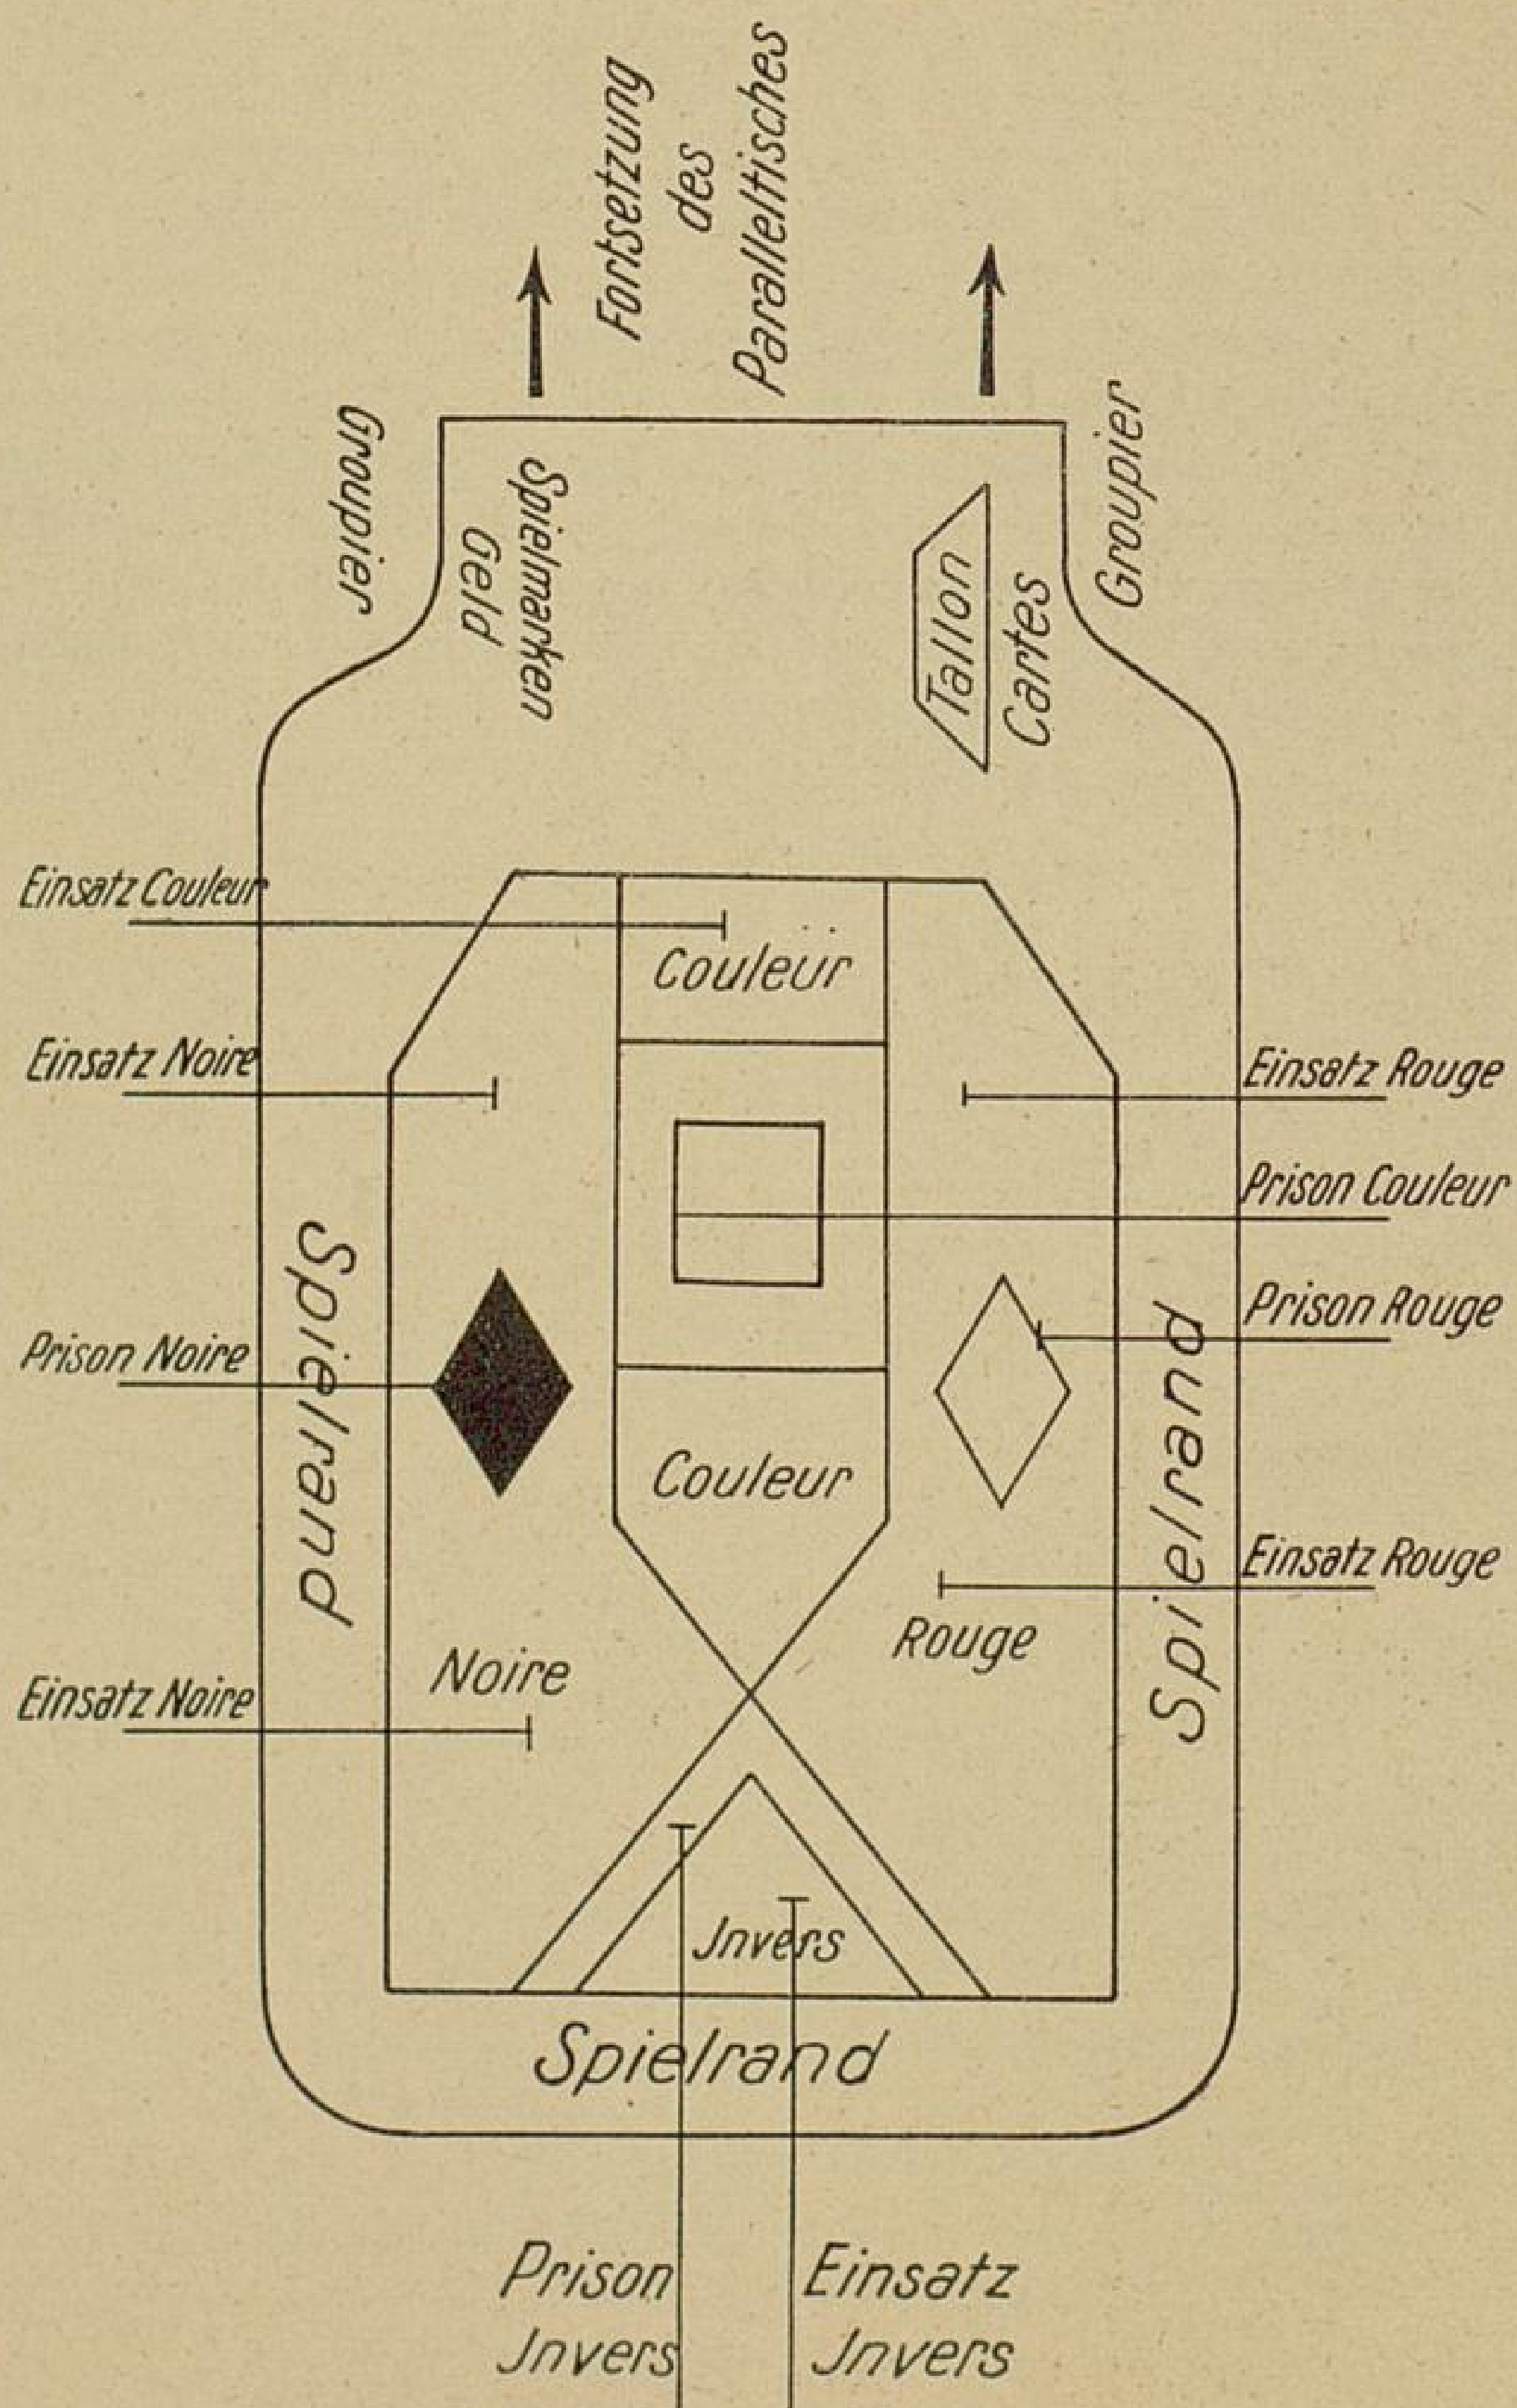 Fortsetzung
des
Paralleltisches
Groupier
Spielmarken
Geld
Tallon
Cartes
Groupier
Einsatz Couleur
Couleur
Einsatz Noire
Einsatz Rouge
Prison Couleur
Prison Rouge
Prison Noire
Spielrand
Spielrand
Couleur
Einsatz Rouge
Rouge
Noire
Einsatz Noire
Jnvers
Spielrand
Prison
Jnvers
Einsatz
Jnvers